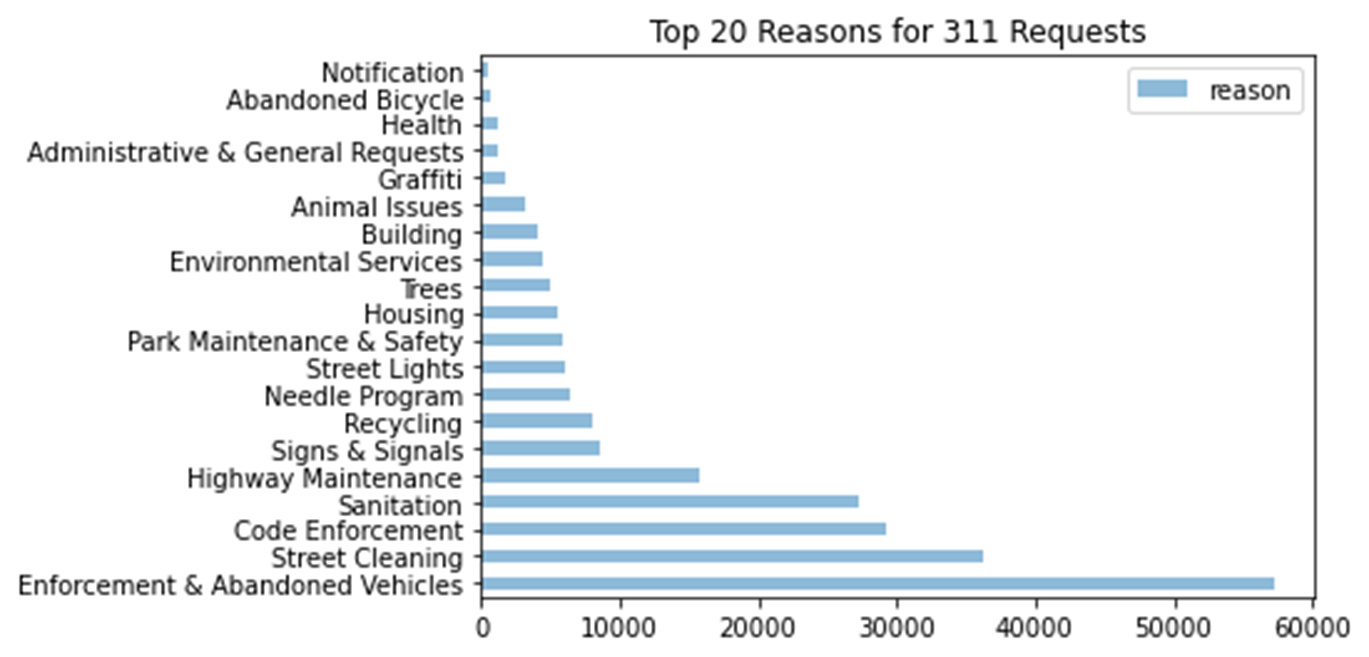 Top 20 Reasons for 311 Requests
reason
Notification
Abandoned Bicycle
Health
Administrative & General Requests
Graffiti
Animal Issues
Building
Environmental Services
Trees
Housing
Park Maintenance & Safety
Street Lights
Needle Program
Recycling
Signs & Signals
Highway Maintenance
Sanitation
Code Enforcement
Street Cleaning
Enforcement & Abandoned Vehicles
0 10000 20000 30000 40000 50000 60000